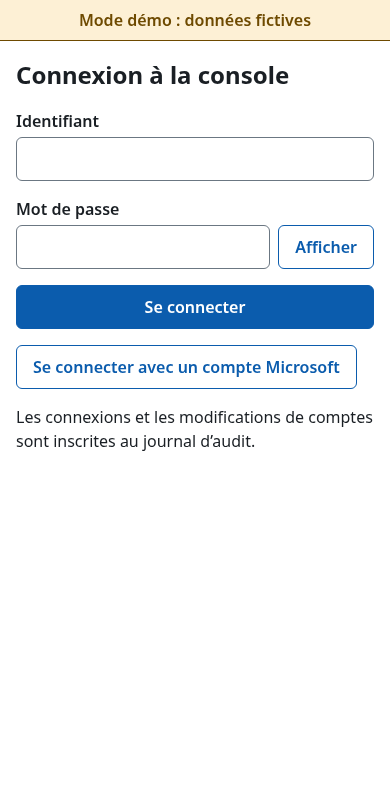 Mode démo : données fictives
Connexion à la console
Identifiant
Mot de passe
Afficher
Se connecter
Se connecter avec un compte Microsoft
Les connexions et les modifications de comptes
sont inscrites au journal d’audit.